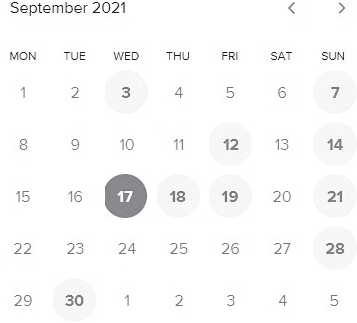 September 2021
MON TUE WED THU FRI SAT SUN
1 2 3 4 5 6 7
8 9 10 11 12 13 14
15 16 17 18 19 20 21
22 23 24 25 26 27 28
29 30 1 2 3 4 5